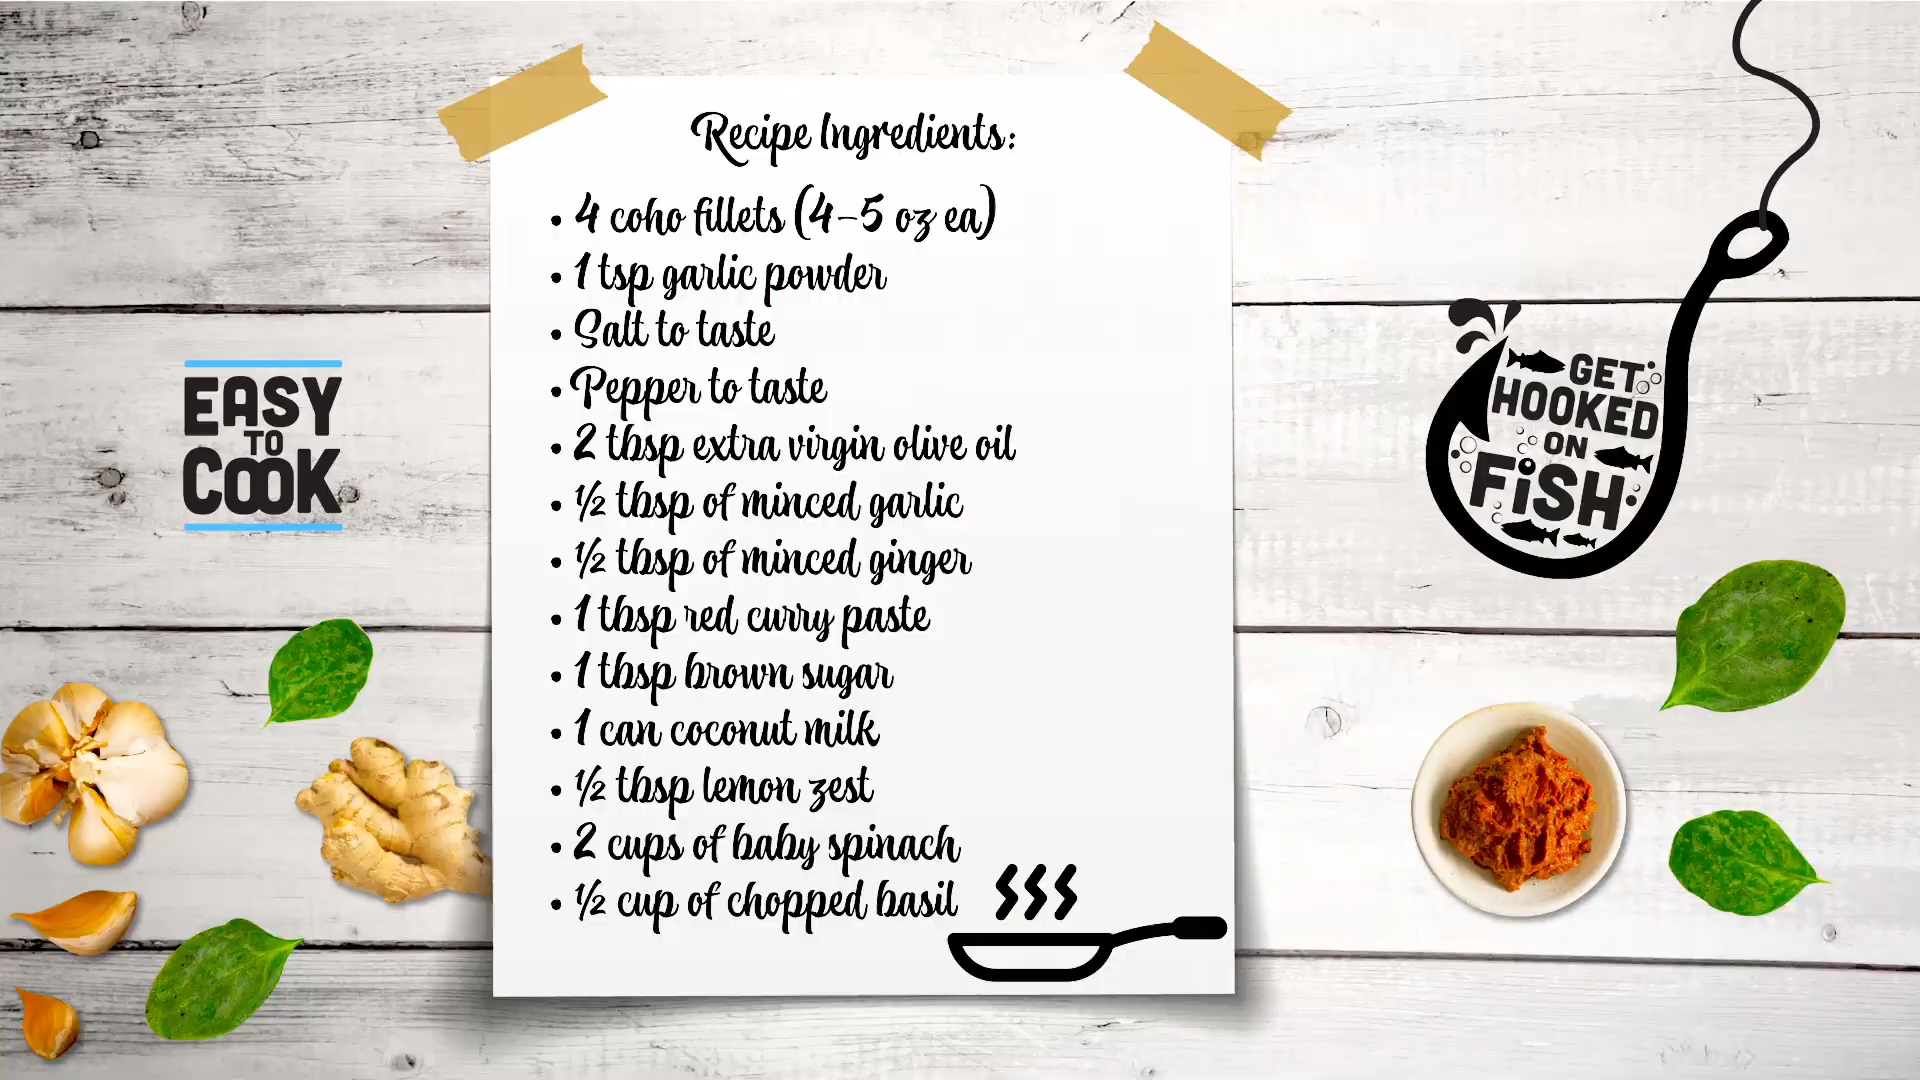 Recipe Ingredients:
• 4 coho fillets (4-5 oz ea)
• 1 tsp garlic powder
• Salt to taste
• Pepper to taste
• 2 tbsp extra virgin olive oil
• ½ tbsp of minced garlic
• ½ tbsp of minced ginger
• 1 tbsp red curry paste
• 1 tbsp brown sugar
• 1 can coconut milk
• ½ tbsp lemon zest
• 2 cups of baby spinach
• ½ cup of chopped basil
EASY
TO
COOK
GET
HOOKED
ON
FiSH